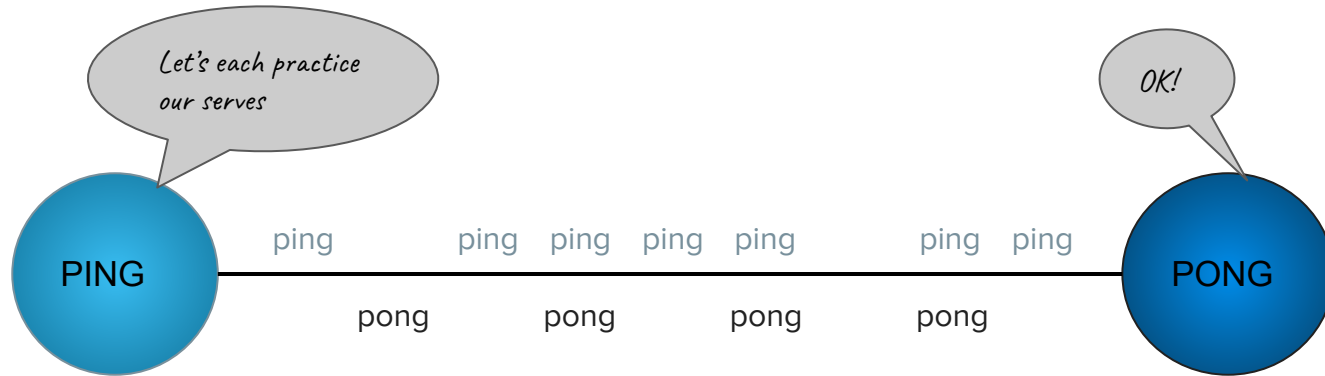 Let's each practice
our serves
OK!
PING
ping ping ping ping ping ping ping
PONG
pong pong pong pong